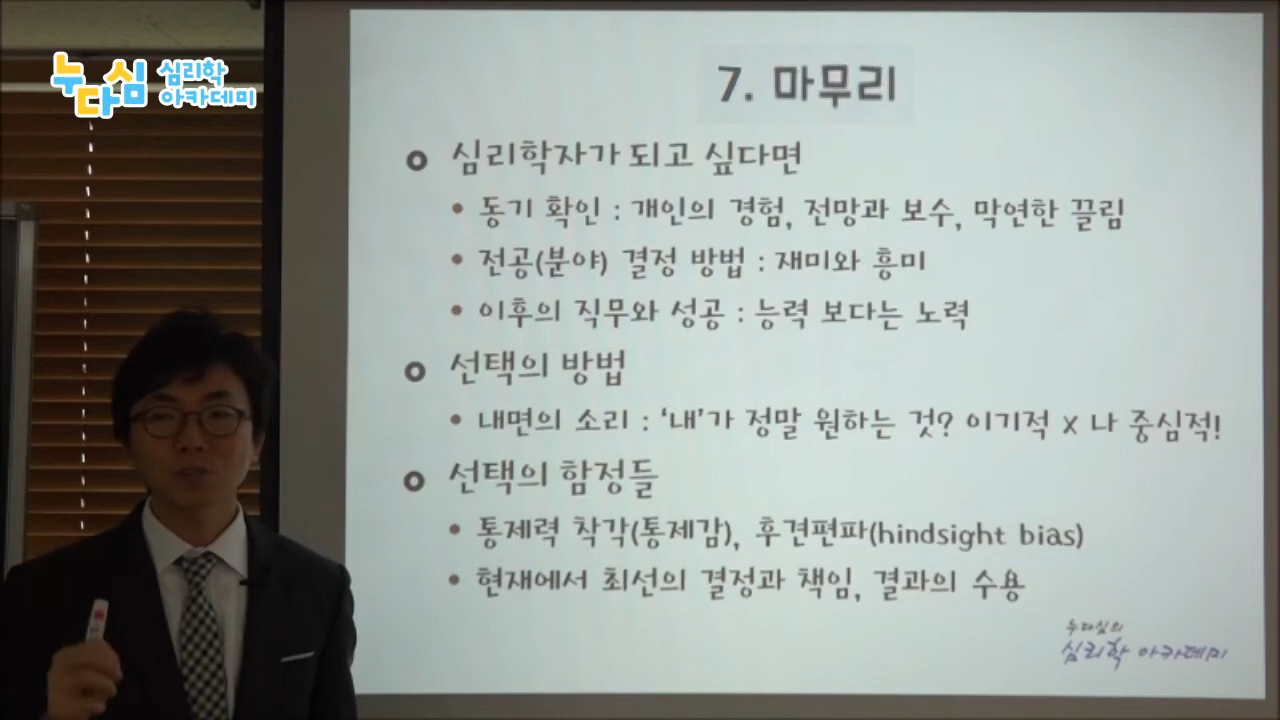 누다심 심리학
아카데미
7. 마무리
심리학자가 되고 싶다면
• 동기 확인 : 개인의 경험, 전망과 보수, 막연한 끌림
• 전공(분야) 결정 방법 : 재미와 흥미
• 이후의 직무와 성공 : 능력 보다는 노력
선택의 방법
• 내면의 소리 : ‘내’가 정말 원하는 것? 이기적 x 나 중심적!
선택의 함정들
• 통제력 착각(통제감), 후견편파(hindsight bias)
• 현재에서 최선의 결정과 책임, 결과의 수용
누다심의
심리학 아카데미